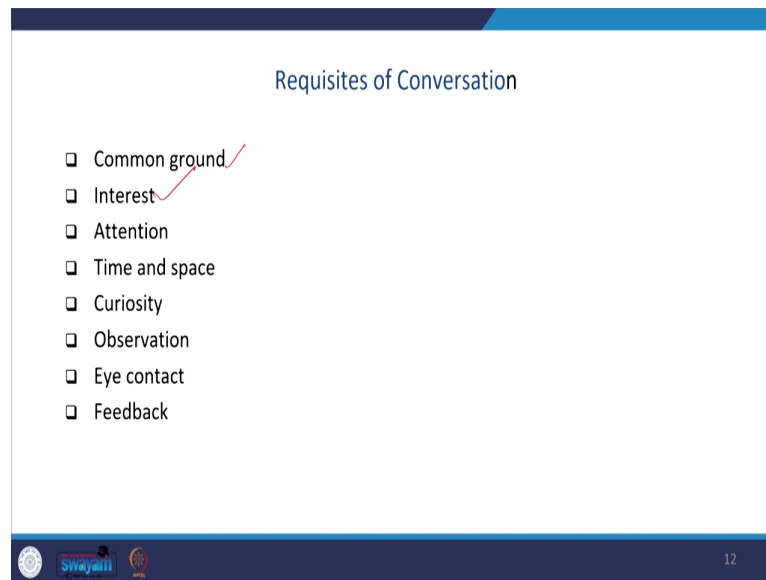 Requisites of Conversation
Common ground
Interest
Attention
Time and space
Curiosity
Observation
Eye contact
Feedback
swayam
12